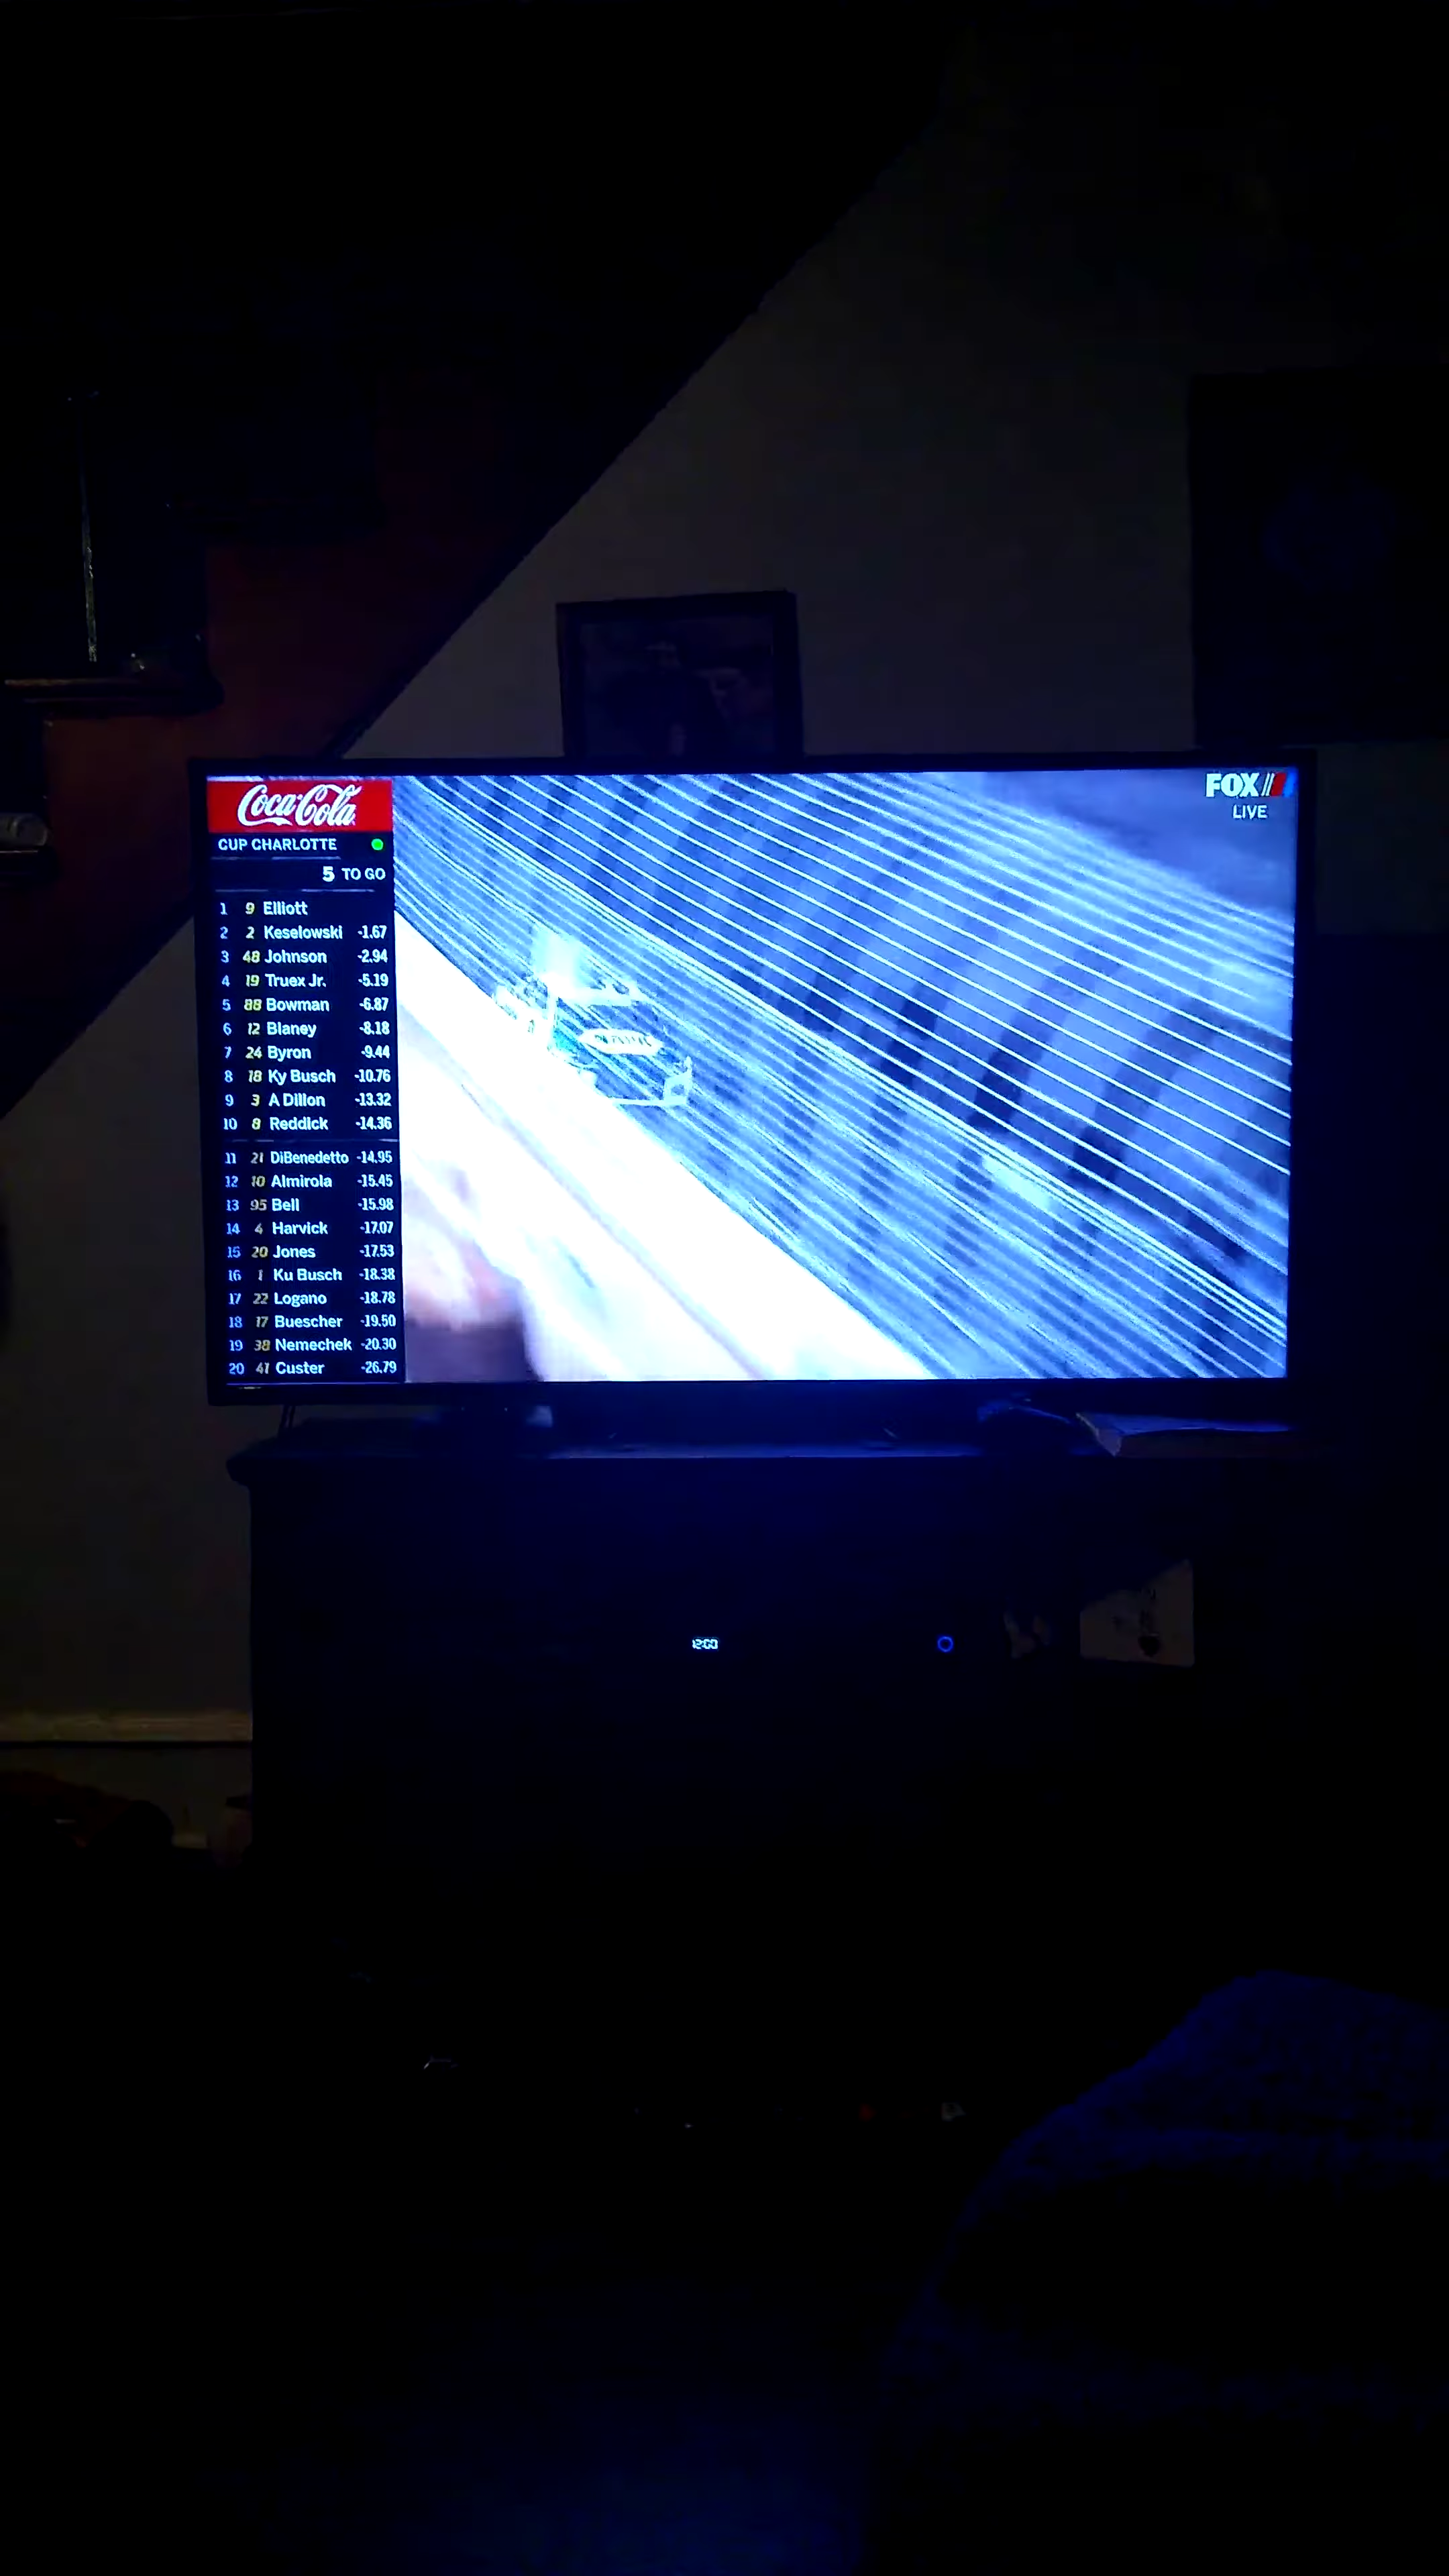 Coca-Cola
FOX
LIVE
CUP CHARLOTTE
5 TO GO
1 9 Elliott
2 2 Keselowski -1.67
3 48 Johnson -2.94
4 19 Truex Jr. -5.19
5 88 Bowman -6.87
6 12 Blaney -8.18
7 24 Byron -9.44
8 18 Ky Busch -10.76
9 3 A Dillon -13.32
10 8 Reddick -14.36
11 21 DiBenedetto -14.95
12 10 Almirola -15.45
13 95 Bell -15.98
14 4 Harvick -17.07
15 20 Jones -17.53
16 1 Ku Busch -18.38
17 22 Logano -18.78
18 17 Buescher -19.50
19 38 Nemechek -20.30
20 41 Custer -26.79
12:00